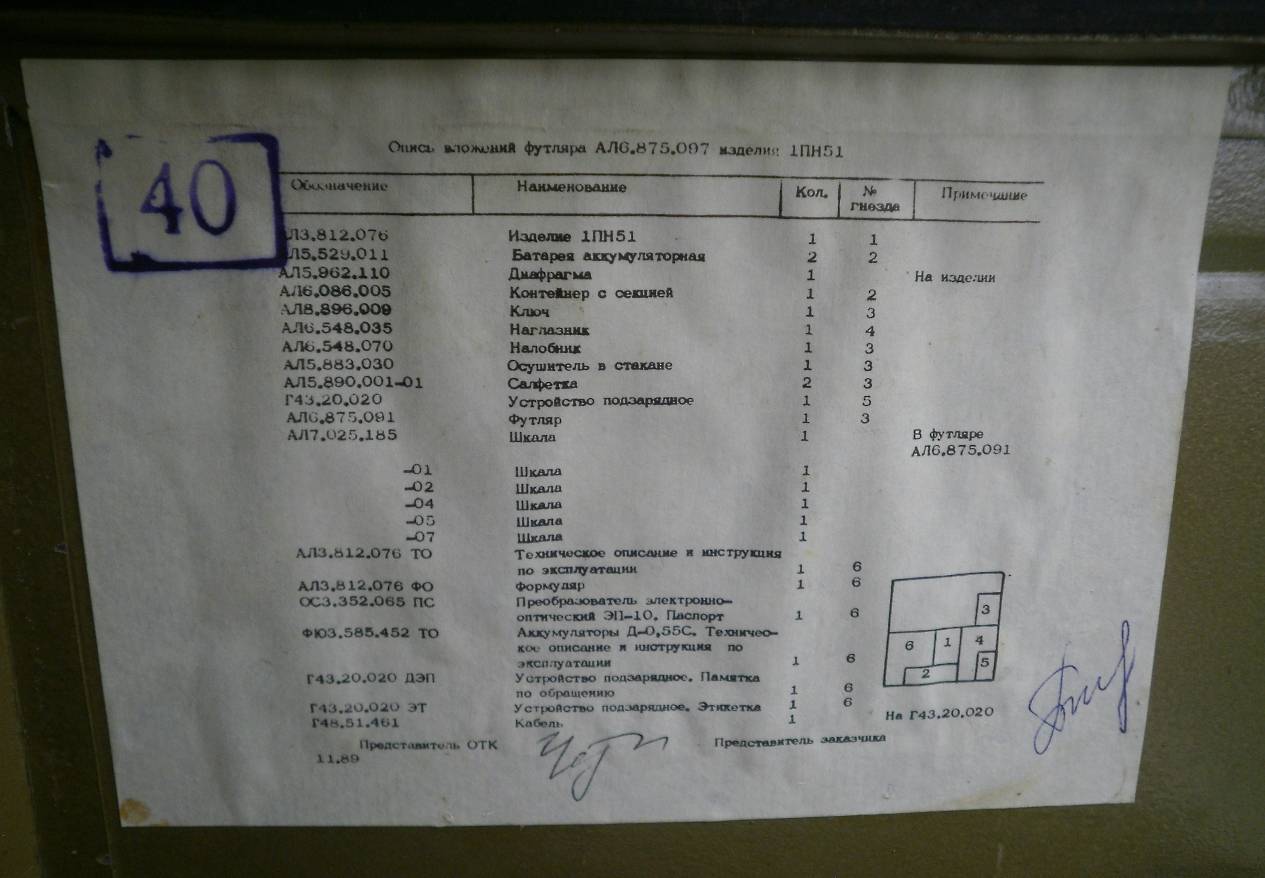 40
Опись вложений футляра АЛ6.875.097 изделия 1ПН51
Обозначение Наименование Кол. № гнезда Примечание
АЛ3.812.076 Изделие 1ПН51 1 1
АЛ5.529.011 Батарея аккумуляторная 2 2
АЛ5.962.110 Диафрагма 1 На изделии
АЛ6.086.005 Контейнер с секцией 1 2
АЛ8.896.009 Ключ 1 3
АЛ6.548.035 Наглазник 1 4
АЛ6.548.070 Налобник 1 3
АЛ5.883.030 Осушитель в стакане 1 3
АЛ5.890.001-01 Салфетка 2 3
Г43.20.020 Устройство подзарядное 1 5
АЛ6.875.091 Футляр 1 3
АЛ7.025.185 Шкала 1 В футляре
АЛ6.875.091
-01 Шкала 1
-02 Шкала 1
-04 Шкала 1
-05 Шкала 1
-07 Шкала 1
АЛ3.812.076 ТО Техническое описание и инструкция
по эксплуатации 1 6
АЛ3.812.076 ФО Формуляр 1 6
ОС3.352.065 ПС Преобразователь электронно-
оптический ЭП-10. Паспорт 1 6
ФЮ3.585.452 ТО Аккумуляторы Д-0,55С. Техничес-
кое описание и инструкция по
эксплуатации 1 6
Г43.20.020 ДЭП Устройство подзарядное. Памятка
по обращению 1 6
Г43.20.020 ЭТ Устройство подзарядное. Этикетка 1 6
Г48.51.461 Кабель 1 На Г43.20.020
3
6 1 4
2 5
Представитель ОТК Представитель заказчика
11.89